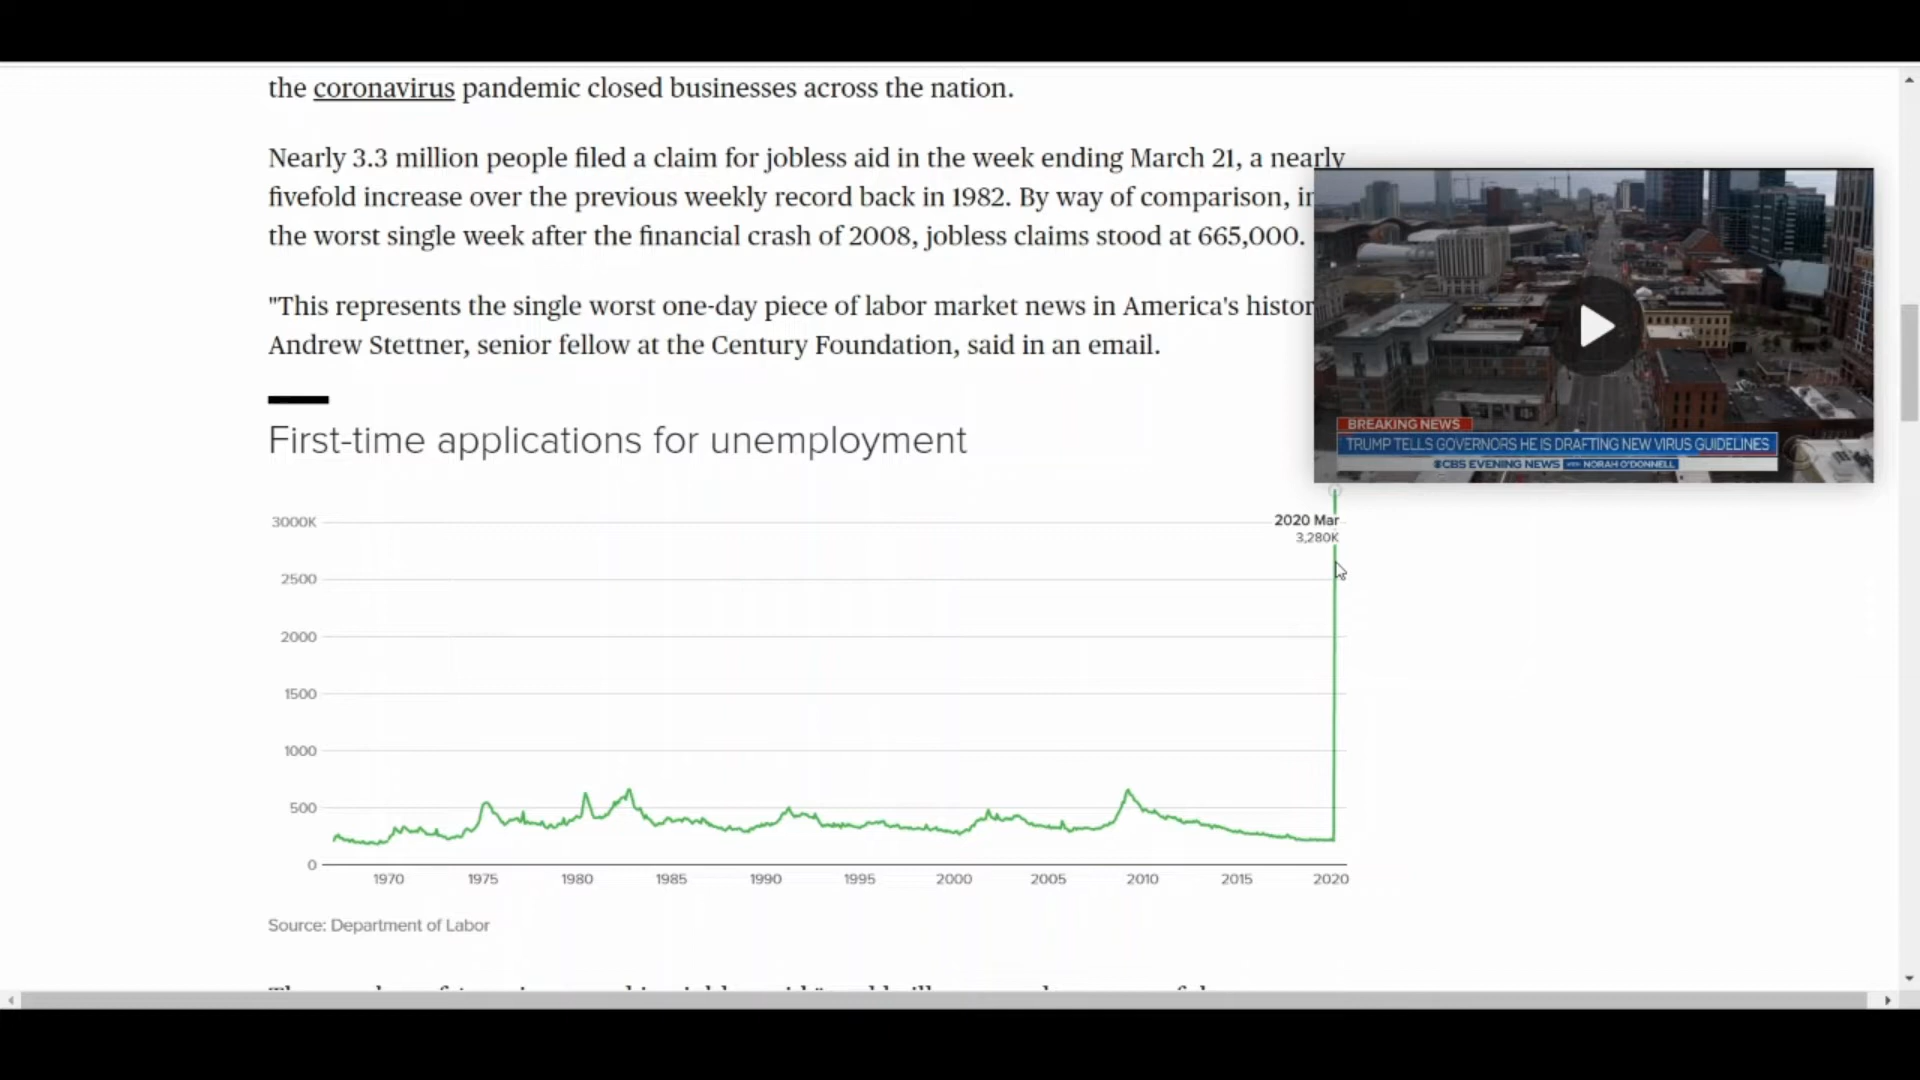 the coronavirus pandemic closed businesses across the nation.
Nearly 3.3 million people filed a claim for jobless aid in the week ending March 21, a nearly
fivefold increase over the previous weekly record back in 1982. By way of comparison, in
the worst single week after the financial crash of 2008, jobless claims stood at 665,000.
"This represents the single worst one-day piece of labor market news in America's histor
Andrew Stettner, senior fellow at the Century Foundation, said in an email.
BREAKING NEWS
TRUMP TELLS GOVERNORS HE IS DRAFTING NEW VIRUS GUIDELINES
CBS EVENING NEWS WITH NORAH O'DONNELL
First-time applications for unemployment
3000K
2020 Mar
3,280K
2500
2000
1500
1000
500
0
1970 1975 1980 1985 1990 1995 2000 2005 2010 2015 2020
Source: Department of Labor